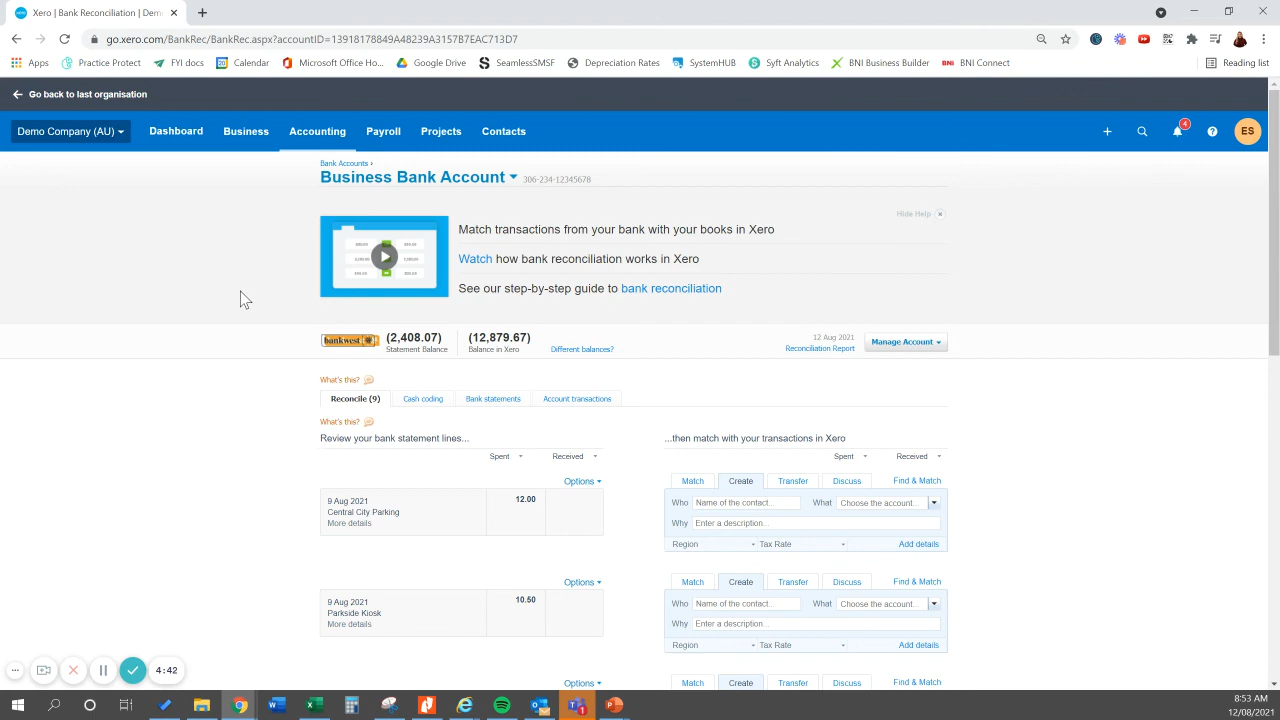 Xero | Bank Reconciliation | Dem
go.xero.com/BankRec/BankRec.aspx?accountID=13918178849A48239A3157B7EAC713D7
Apps
Practice Protect
FYI docs
Calendar
Microsoft Office Ho...
Google Drive
SeamlessSMSF
Depreciation Rates
SystemHUB
Syft Analytics
BNI Business Builder
BNI
BNI Connect
Reading list
Go back to last organisation
Demo Company (AU)
Dashboard
Business
Accounting
Payroll
Projects
Contacts
4
ES
Bank Accounts ›
Business Bank Account
306-234-12345678
Hide Help
Match transactions from your bank with your books in Xero
Watch how bank reconciliation works in Xero
See our step-by-step guide to bank reconciliation
bankwest
(2,408.07)
Statement Balance
(12,879.67)
Balance in Xero
Different balances?
12 Aug 2021
Reconciliation Report
Manage Account
What's this?
Reconcile (9)
Cash coding
Bank statements
Account transactions
What's this?
Review your bank statement lines...
...then match with your transactions in Xero
Spent
Received
Spent
Received
Options
Match
Create
Transfer
Discuss
Find & Match
9 Aug 2021
Central City Parking
More details
12.00
Who
Name of the contact...
What
Choose the account...
Why
Enter a description...
Region
Tax Rate
Add details
Options
Match
Create
Transfer
Discuss
Find & Match
9 Aug 2021
Parkside Kiosk
More details
10.50
Who
Name of the contact...
What
Choose the account...
Why
Enter a description...
Region
Tax Rate
Add details
Options
Match
Create
Transfer
Discuss
Find & Match
4:42
8:53 AM
12/08/2021